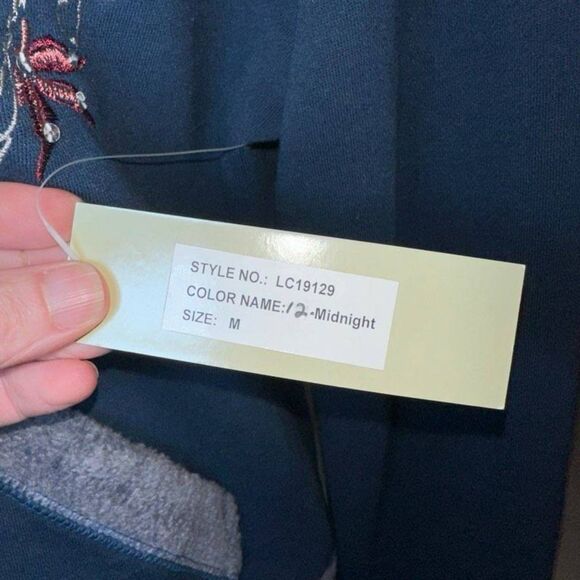 STYLE NO.: LC19129
COLOR NAME:12-Midnight
SIZE: M